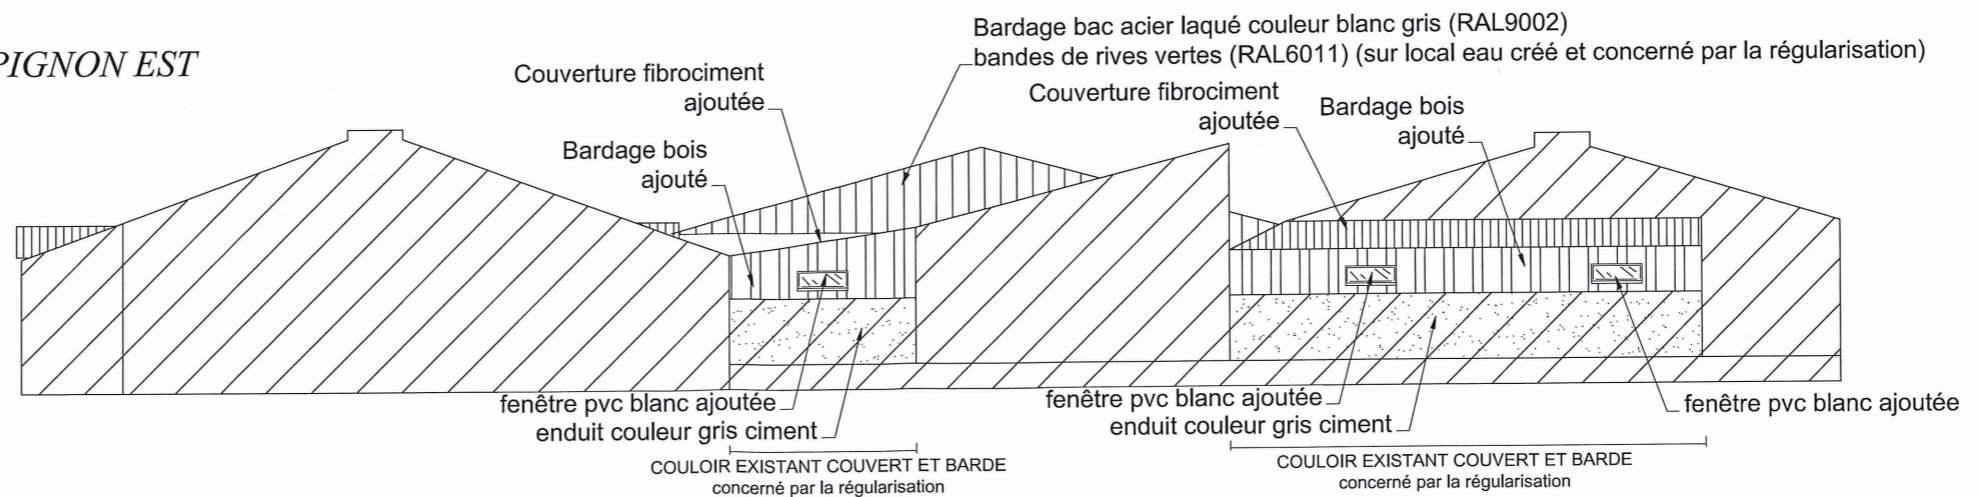 PIGNON EST
Bardage bac acier laqué couleur blanc gris (RAL9002)
bandes de rives vertes (RAL6011) (sur local eau créé et concerné par la régularisation)
Couverture fibrociment
ajoutée
Bardage bois
ajouté
Couverture fibrociment
ajoutée
Bardage bois
ajouté
fenêtre pvc blanc ajoutée
enduit couleur gris ciment
fenêtre pvc blanc ajoutée
enduit couleur gris ciment
fenêtre pvc blanc ajoutée
COULOIR EXISTANT COUVERT ET BARDE
concerné par la régularisation
COULOIR EXISTANT COUVERT ET BARDE
concerné par la régularisation